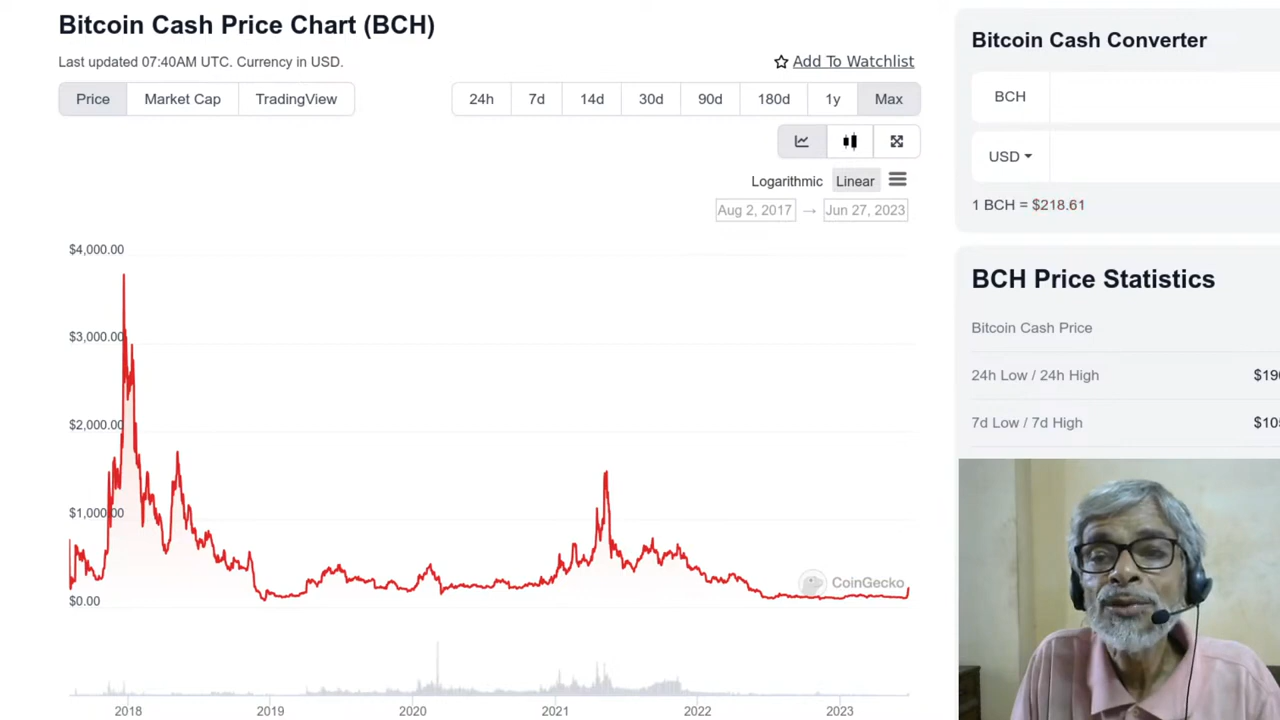 Bitcoin Cash Price Chart (BCH)
Last updated 07:40AM UTC. Currency in USD.
Add To Watchlist
Price
Market Cap
TradingView
24h
7d
14d
30d
90d
180d
1y
Max
Logarithmic
Linear
Aug 2, 2017 → Jun 27, 2023
$4,000.00
$3,000.00
$2,000.00
$1,000.00
$0.00
CoinGecko
2018
2019
2020
2021
2022
2023
Bitcoin Cash Converter
BCH
USD
1 BCH = $218.61
BCH Price Statistics
Bitcoin Cash Price
24h Low / 24h High
7d Low / 7d High